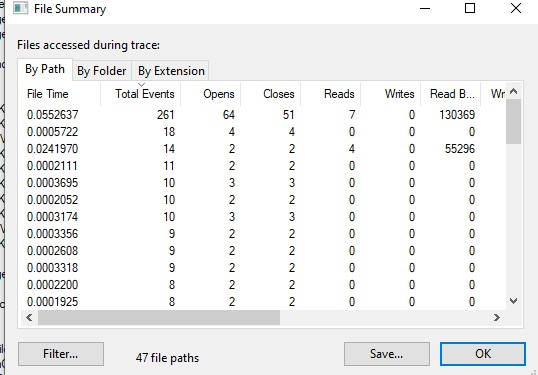 File Summary
Files accessed during trace:
By Path By Folder By Extension
File Time Total Events Opens Closes Reads Writes Read B... Wr
0.0552637 261 64 51 7 0 130369
0.0005722 18 4 4 0 0 0
0.0241970 14 2 2 4 0 55296
0.0002111 11 2 2 0 0 0
0.0003695 10 3 3 0 0 0
0.0002052 10 2 2 0 0 0
0.0003174 10 3 3 0 0 0
0.0003356 9 2 2 0 0 0
0.0002608 9 2 2 0 0 0
0.0003318 9 2 2 0 0 0
0.0002200 8 2 2 0 0 0
0.0001925 8 2 2 0 0 0
Filter... 47 file paths Save... OK